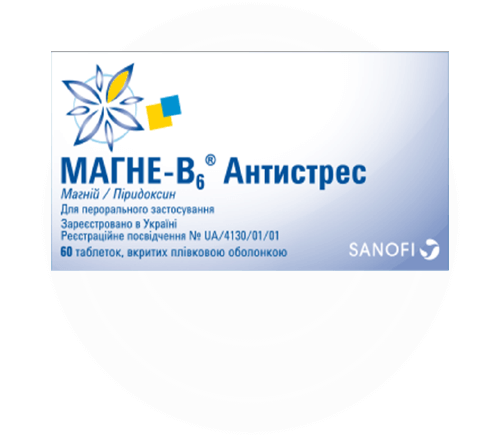 МАГНЕ-B6® Антистрес
Магній / Піридоксин
Для перорального застосування
Зареєстровано в Україні
Реєстраційне посвідчення № UA/4130/01/01
60 таблеток, вкритих плівковою оболонкою
SANOFI